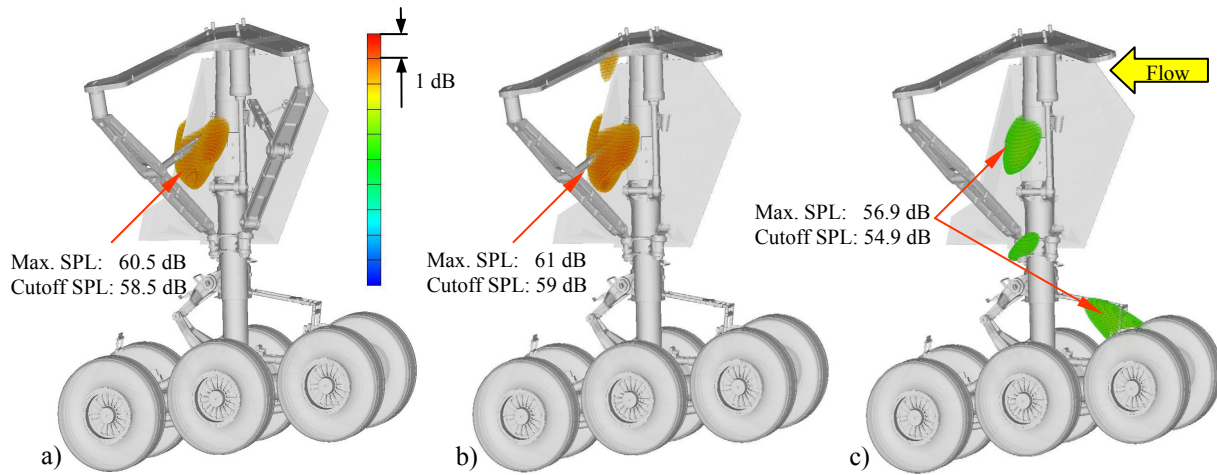 1 dB
Flow
Max. SPL: 60.5 dB
Cutoff SPL: 58.5 dB
Max. SPL: 61 dB
Cutoff SPL: 59 dB
Max. SPL: 56.9 dB
Cutoff SPL: 54.9 dB
a)
b)
c)